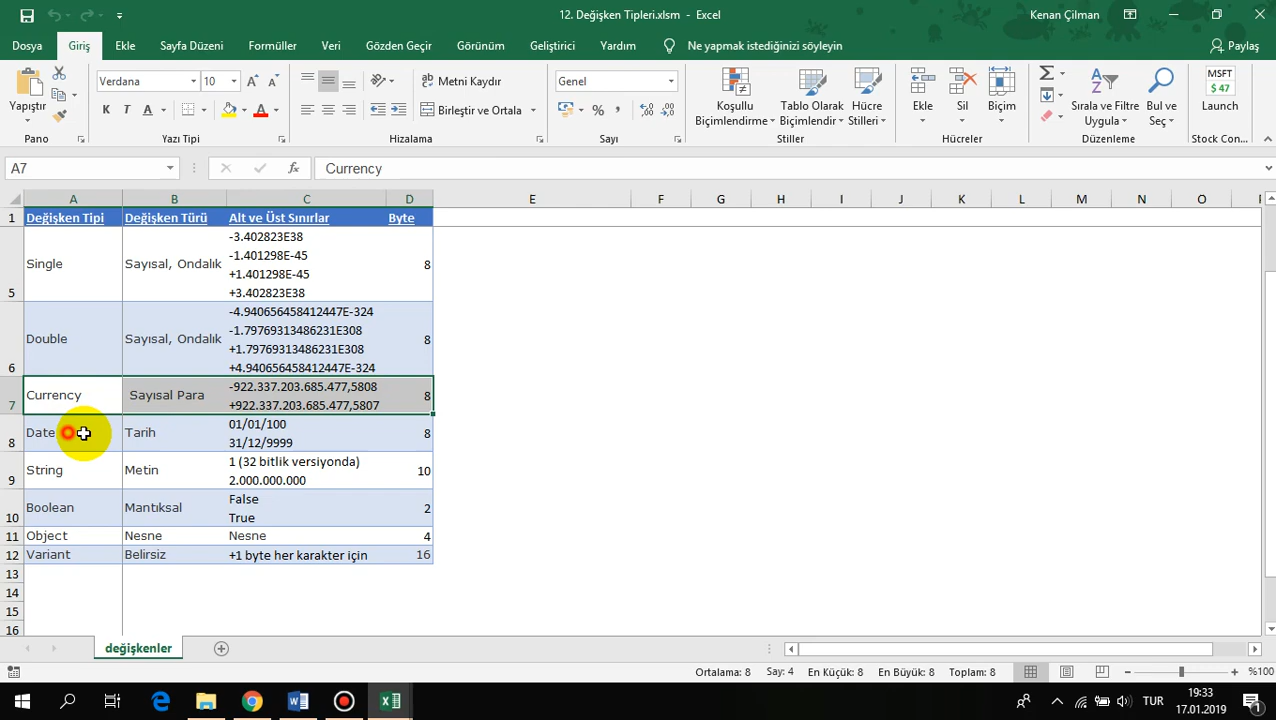 12. Değişken Tipleri.xlsm - Excel
Kenan Çilman
Dosya Giriş Ekle Sayfa Düzeni Formüller Veri Gözden Geçir Görünüm Geliştirici Yardım Ne yapmak istediğinizi söyleyin Paylaş
Yapıştır
Pano
Verdana 10
K T A
Yazı Tipi
Metni Kaydır
Birleştir ve Ortala
Hizalama
Genel
Sayı
Koşullu Biçimlendirme
Tablo Olarak Biçimlendir
Hücre Stilleri
Stiller
Ekle Sil Biçim
Hücreler
Sırala ve Filtre Uygula
Bul ve Seç
Düzenleme
MSFT
$ 47
Launch
Stock Con...
A7 fx Currency
A B C D E F G H I J K L M N O
1 Değişken Tipi Değişken Türü Alt ve Üst Sınırlar Byte
5 Single Sayısal, Ondalık 8
-3.402823E38
-1.401298E-45
+1.401298E-45
+3.402823E38
6 Double Sayısal, Ondalık 8
-4.940656458412447E-324
-1.79769313486231E308
+1.79769313486231E308
+4.940656458412447E-324
7 Currency Sayısal Para 8
-922.337.203.685.477,5808
+922.337.203.685.477,5807
8 Date Tarih 8
01/01/100
31/12/9999
9 String Metin 10
1 (32 bitlik versiyonda)
2.000.000.000
10 Boolean Mantıksal 2
False
True
11 Object Nesne Nesne 4
12 Variant Belirsiz +1 byte her karakter için 16
13
14
15
16
değişkenler
Ortalama: 8 Say: 4 En Küçük: 8 En Büyük: 8 Toplam: 8 %100
TUR
19:33
17.01.2019
1